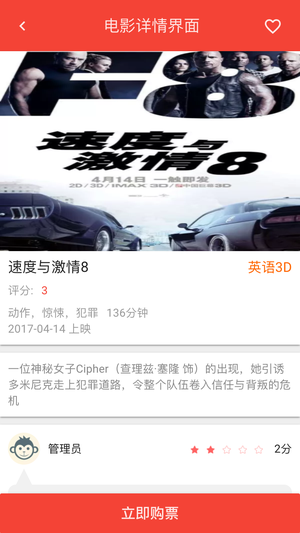 电影详情界面
F8
速度与
激情8
4月14日 一触即发
2D/3D/IMAX 3D/中国巨幕3D
速度与激情8
英语3D
评分: 3
动作，惊悚，犯罪 136分钟
2017-04-14 上映
一位神秘女子Cipher（查理兹·塞隆 饰）的出现，她引诱
多米尼克走上犯罪道路，令整个队伍卷入信任与背叛的危
机
管理员
2分
立即购票